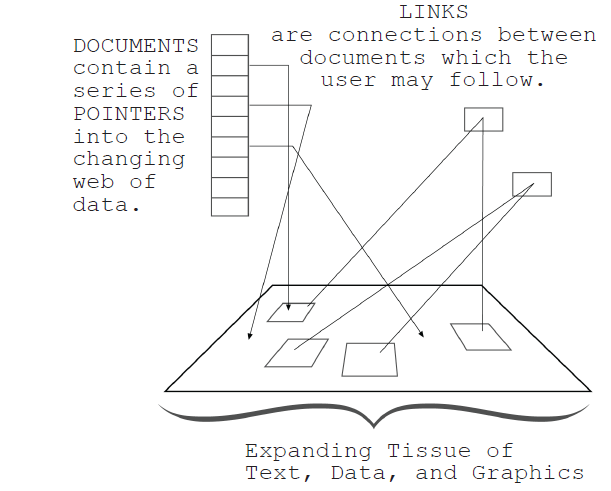 DOCUMENTS
contain a
series of
POINTERS
into the
changing
web of
data.
LINKS
are connections between
documents which the
user may follow.
Expanding Tissue of
Text, Data, and Graphics